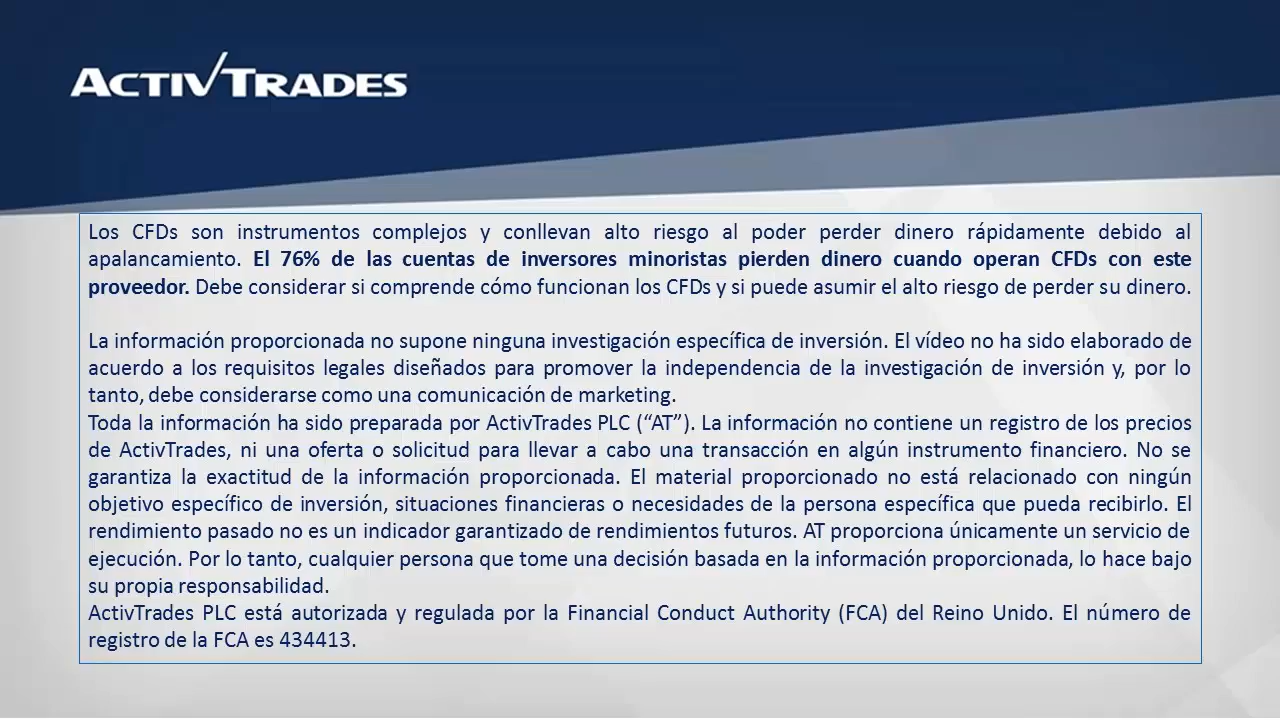 ACTIVTRADES
Los CFDs son instrumentos complejos y conllevan alto riesgo al poder perder dinero rápidamente debido al
apalancamiento. El 76% de las cuentas de inversores minoristas pierden dinero cuando operan CFDs con este
proveedor. Debe considerar si comprende cómo funcionan los CFDs y si puede asumir el alto riesgo de perder su dinero.
La información proporcionada no supone ninguna investigación específica de inversión. El vídeo no ha sido elaborado de
acuerdo a los requisitos legales diseñados para promover la independencia de la investigación de inversión y, por lo
tanto, debe considerarse como una comunicación de marketing.
Toda la información ha sido preparada por ActivTrades PLC (“AT”). La información no contiene un registro de los precios
de ActivTrades, ni una oferta o solicitud para llevar a cabo una transacción en algún instrumento financiero. No se
garantiza la exactitud de la información proporcionada. El material proporcionado no está relacionado con ningún
objetivo específico de inversión, situaciones financieras o necesidades de la persona específica que pueda recibirlo. El
rendimiento pasado no es un indicador garantizado de rendimientos futuros. AT proporciona únicamente un servicio de
ejecución. Por lo tanto, cualquier persona que tome una decisión basada en la información proporcionada, lo hace bajo
su propia responsabilidad.
ActivTrades PLC está autorizada y regulada por la Financial Conduct Authority (FCA) del Reino Unido. El número de
registro de la FCA es 434413.